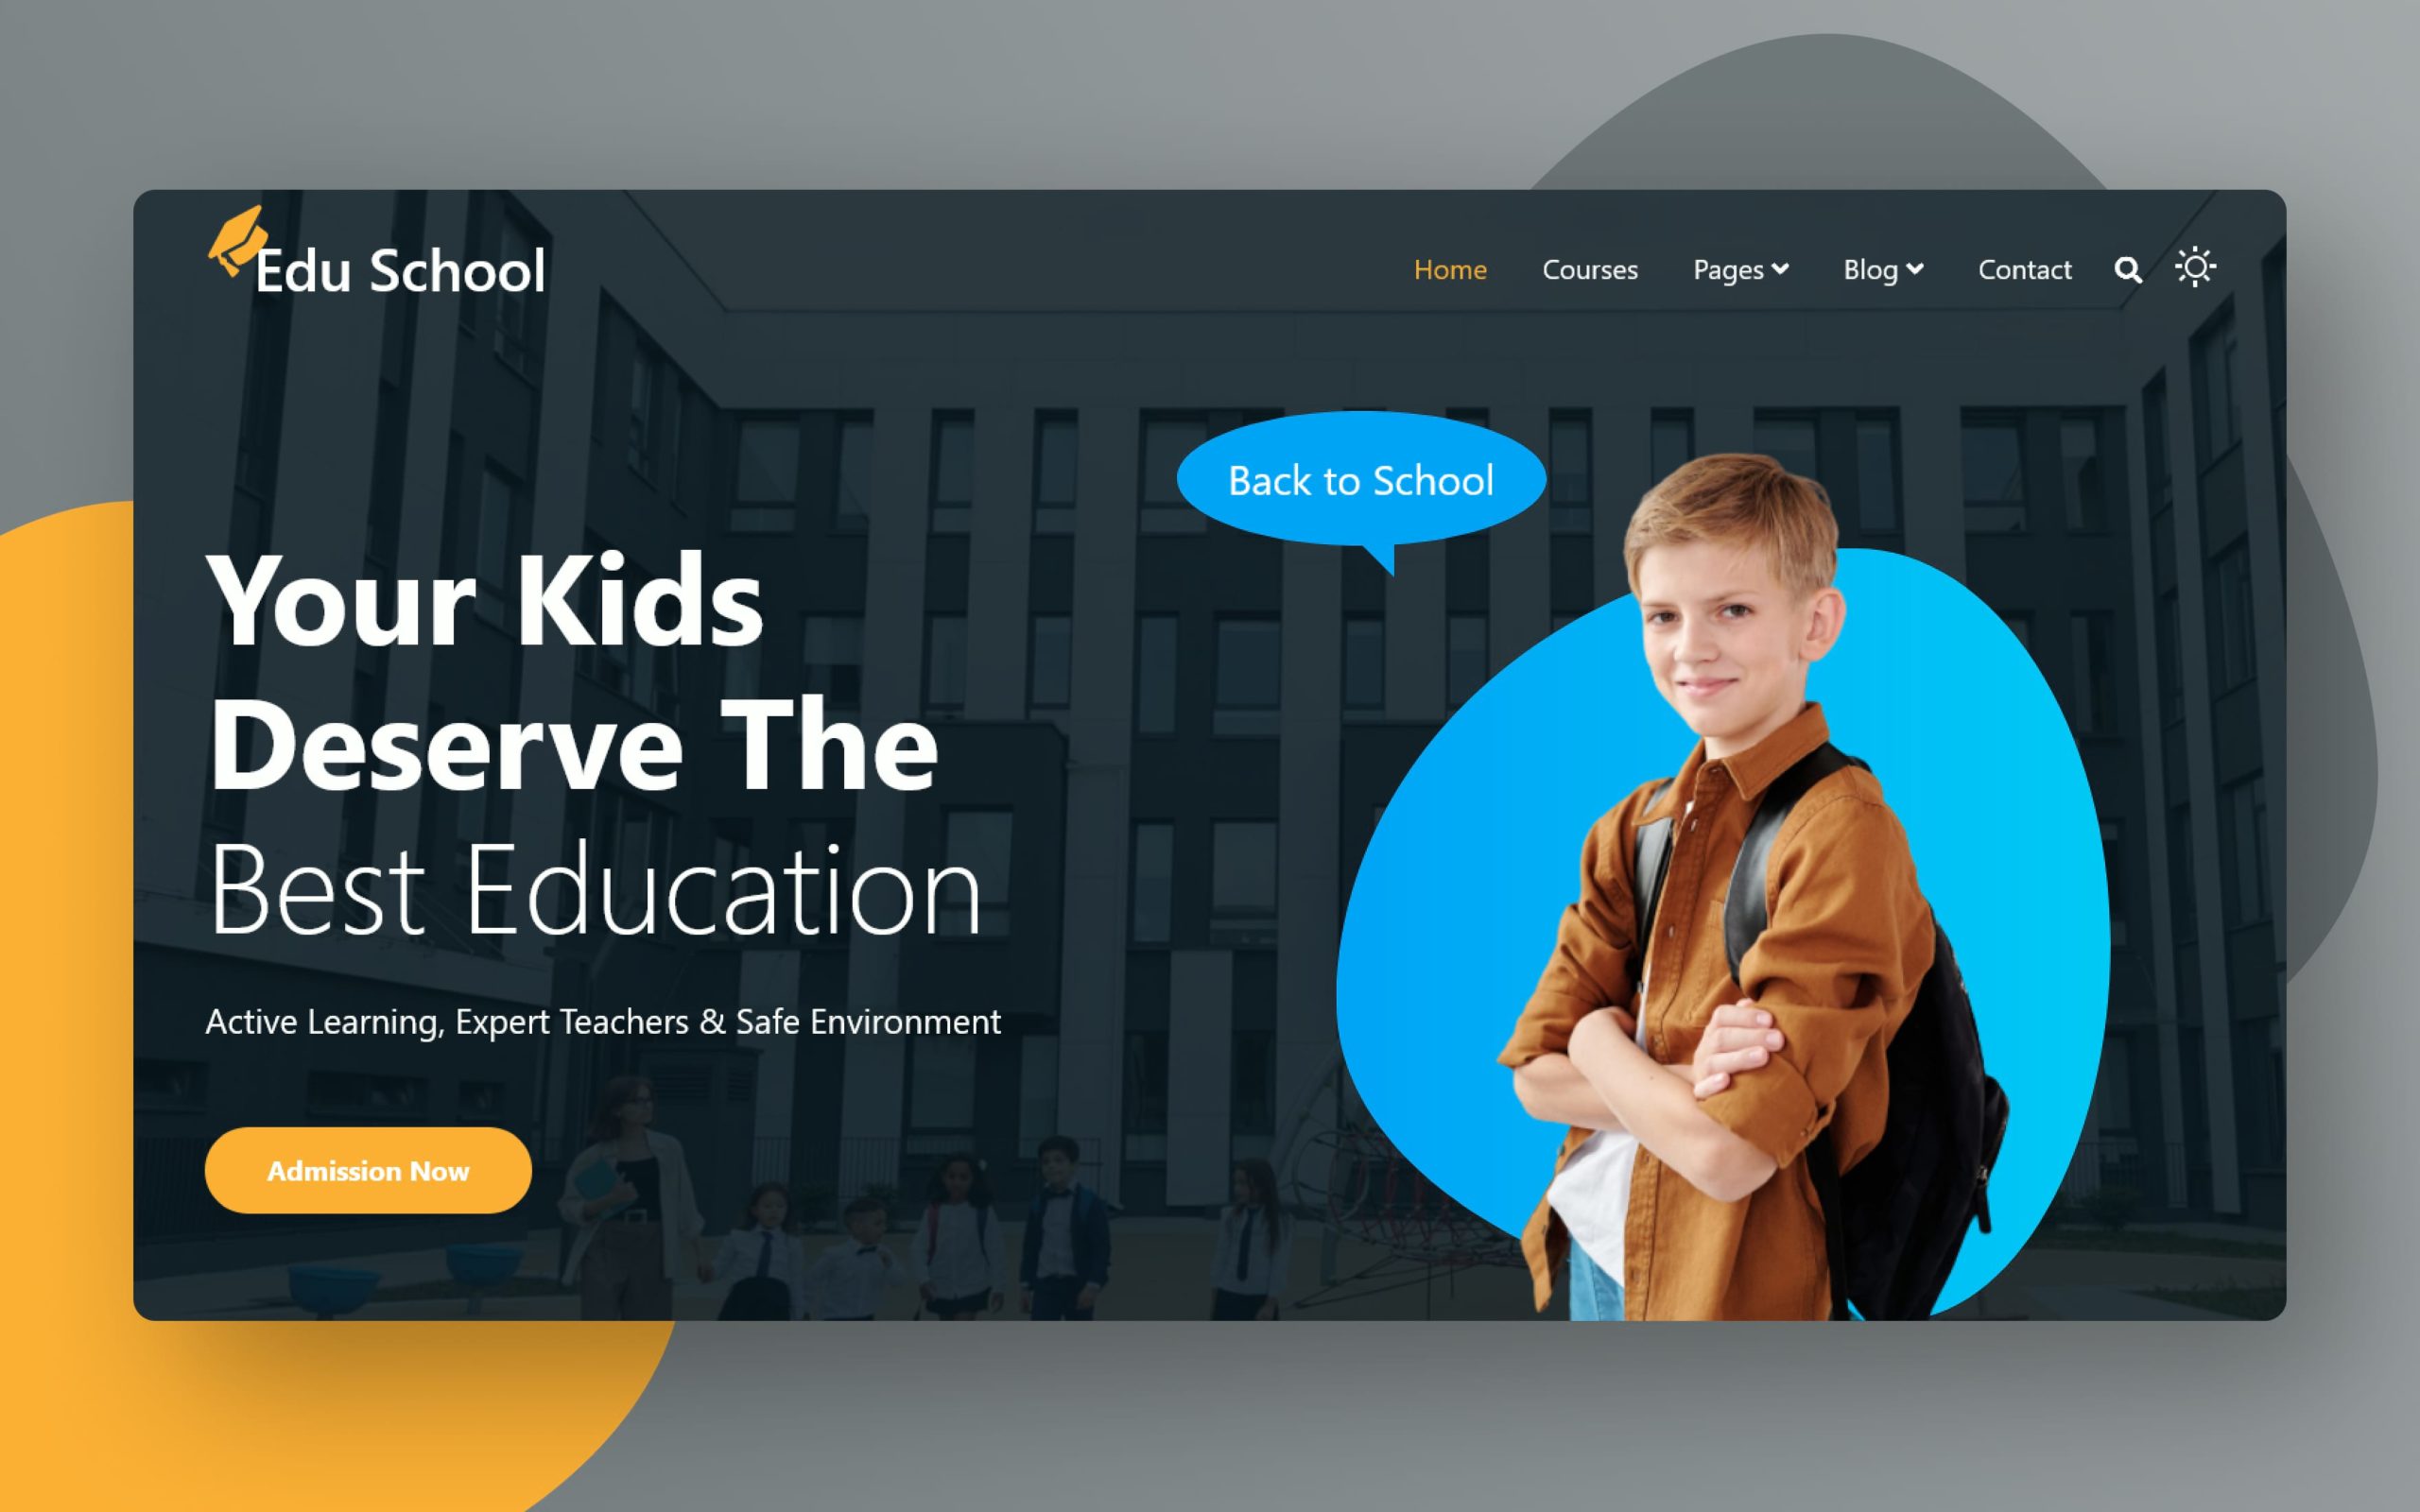 Edu School
Home Courses Pages Blog Contact
Back to School
Your Kids
Deserve The
Best Education
Active Learning, Expert Teachers & Safe Environment
Admission Now